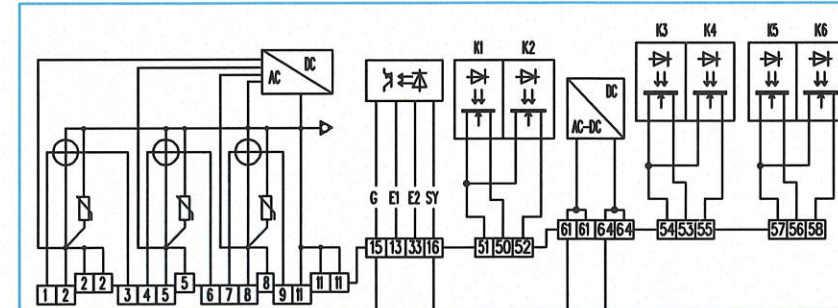 K1 K2 K3 K4 K5 K6
DC
AC
DC
AC-DC
G E1 E2 SY
15 13 33 16
51 50 52
61 61 64 64
54 53 55
57 56 58
2 2 5 8 11 11
1 2 3 4 5 6 7 8 9 11